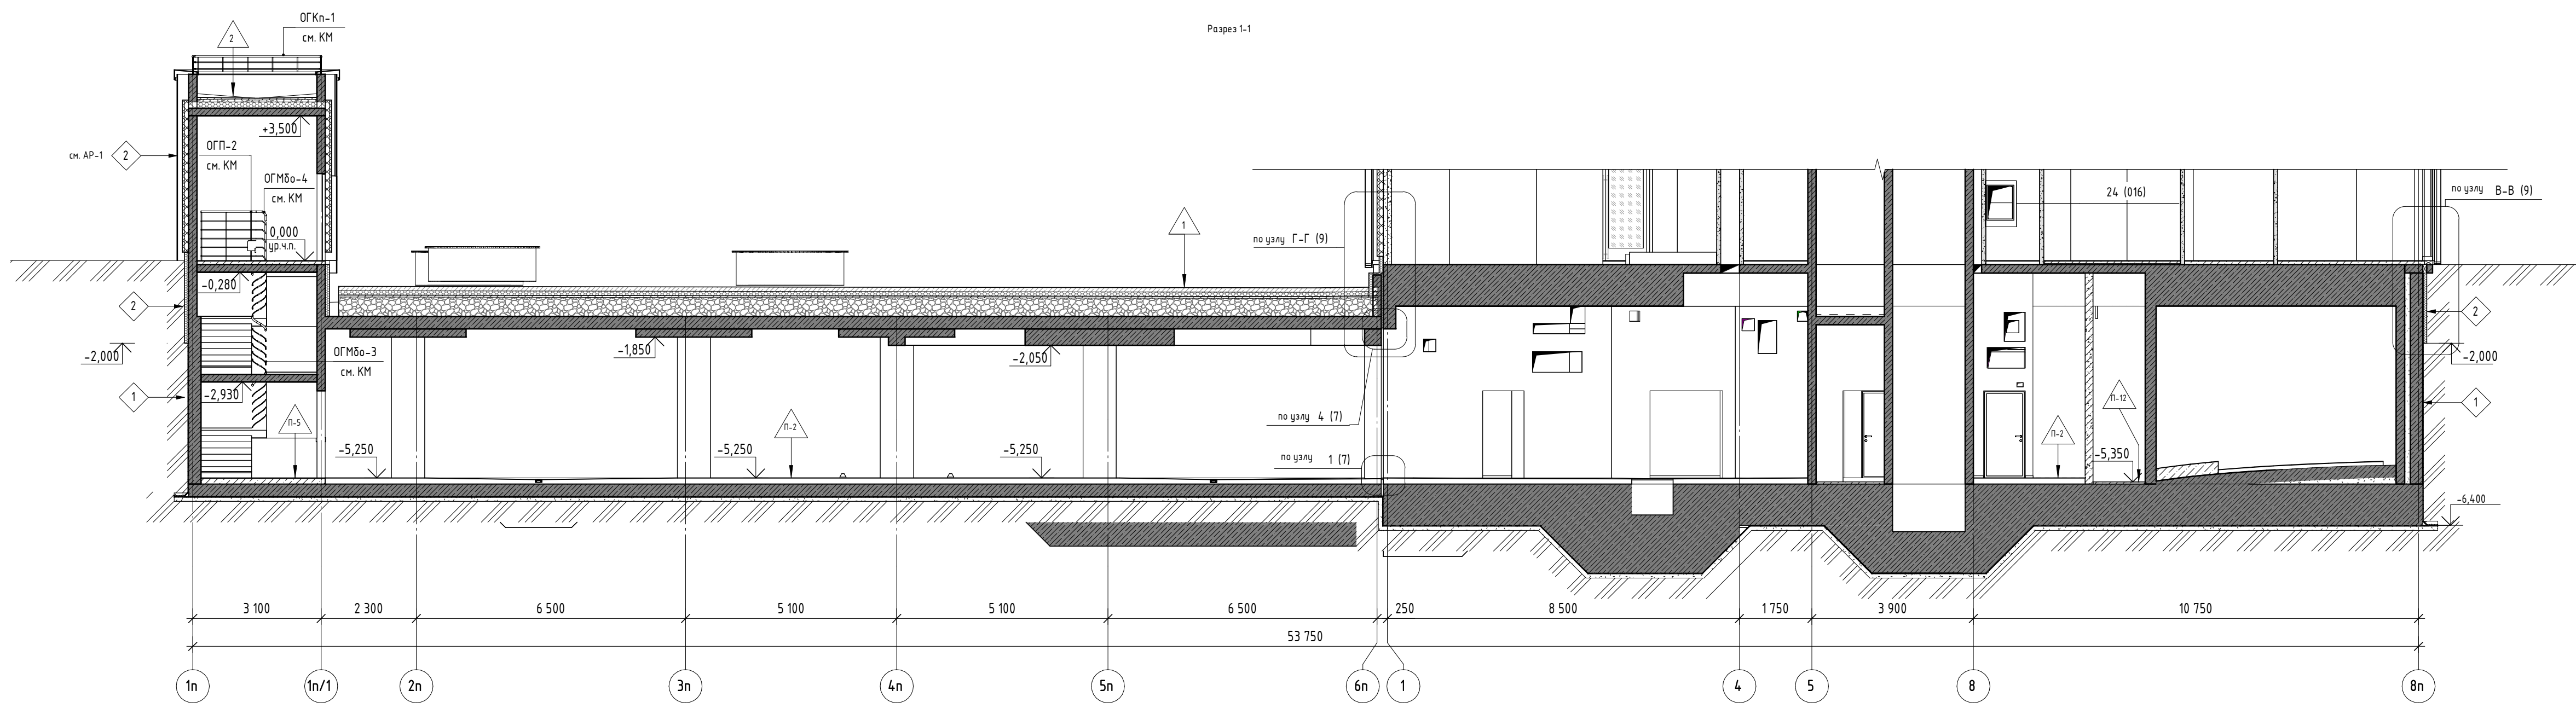 Разрез 1-1
ОГКп-1
см. КМ
2
+3,500
ОГП-2
см. КМ
ОГМбо-4
см. КМ
см. АР-1
2
0,000
ур.ч.п.
-0,280
2
-2,000
ОГМбо-3
см. КМ
-2,930
1
П-5
-5,250
-1,850
-5,250
П-2
-2,050
-5,250
1
по узлу Г-Г (9)
по узлу 4 (7)
по узлу 1 (7)
24 (016)
по узлу В-В (9)
2
-2,000
1
П-12
П-2
-5,350
-6,400
3 100
2 300
6 500
5 100
5 100
6 500
250
8 500
1 750
3 900
10 750
53 750
1п
1п/1
2п
3п
4п
5п
6п
1
4
5
8
8п